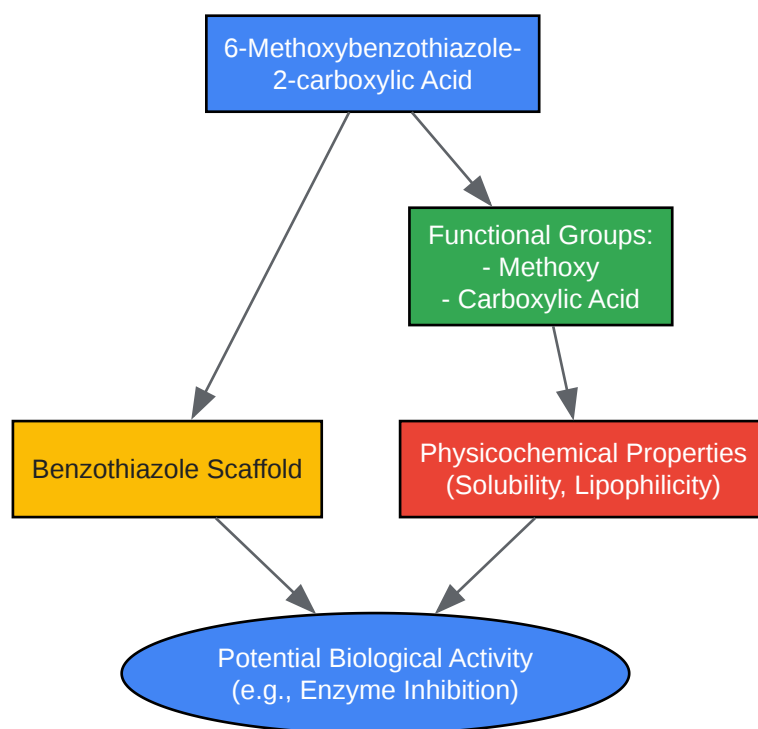 6-Methoxybenzothiazole-
2-carboxylic Acid
Functional Groups:
- Methoxy
- Carboxylic Acid
Benzothiazole Scaffold
Physicochemical Properties
(Solubility, Lipophilicity)
Potential Biological Activity
(e.g., Enzyme Inhibition)